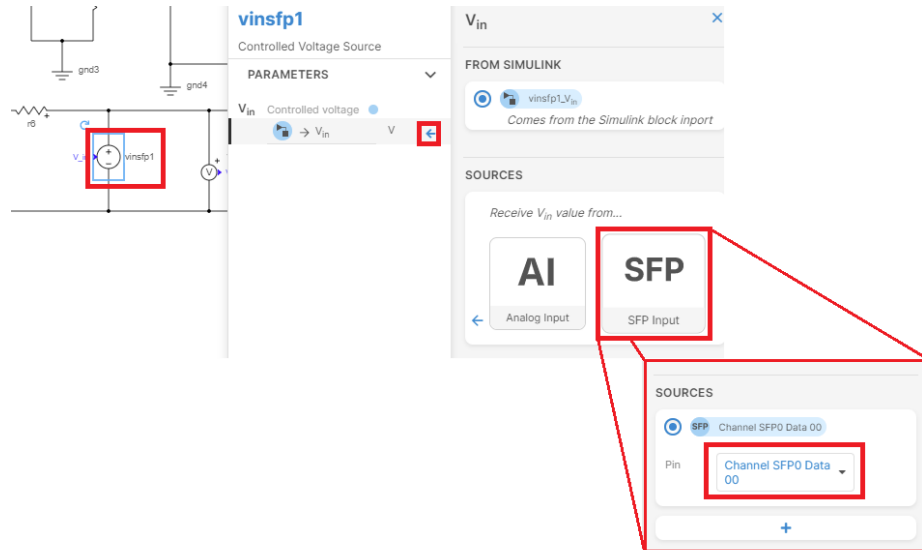 gnd3
gnd4
r6
V_i
vinsfp1
V
vinsfp1
Controlled Voltage Source
PARAMETERS
Vin Controlled voltage
→ Vin V
Vin
FROM SIMULINK
vinsfp1_Vin
Comes from the Simulink block inport
SOURCES
Receive Vin value from...
AI
Analog Input
SFP
SFP Input
SOURCES
SFP Channel SFP0 Data 00
Pin
Channel SFP0 Data
00